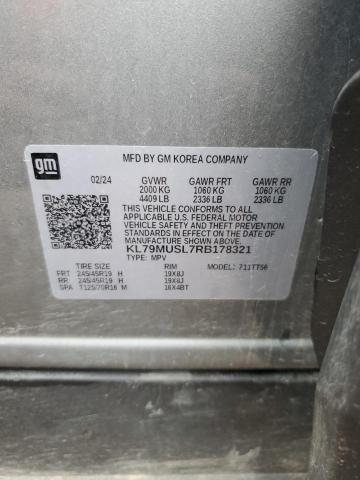 gm
MFD BY GM KOREA COMPANY
02/24 GVWR GAWR FRT GAWR RR
2000 KG 1060 KG 1060 KG
4409 LB 2336 LB 2336 LB
THIS VEHICLE CONFORMS TO ALL
APPLICABLE U.S. FEDERAL MOTOR
VEHICLE SAFETY AND THEFT PREVENTION
STANDARDS IN EFFECT ON THE DATE OF
MANUFACTURE SHOWN ABOVE.
KL79MUSL7RB178321
TYPE: MPV
TIRE SIZE RIM MODEL: 711TT56
FRT 245/45R19 H 19X8J
RR 245/45R19 H 19X8J
SPA T125/70R16 M 16X4BT